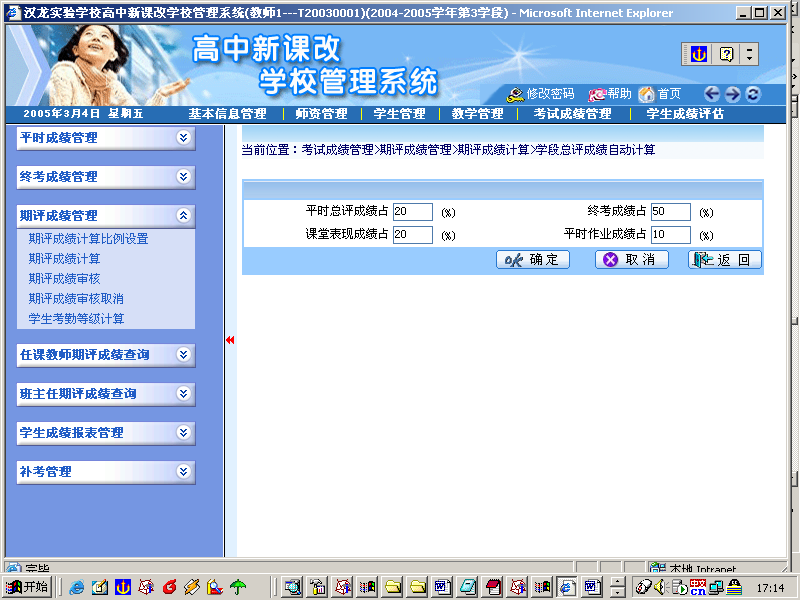 汉龙实验学校高中新课改学校管理系统(教师1---T20030001)(2004-2005学年第3学段) - Microsoft Internet Explorer
高中新课改
学校管理系统
修改密码 帮助 首页
2005年3月4日 星期五 基本信息管理 | 师资管理 | 学生管理 | 教学管理 | 考试成绩管理 | 学生成绩评估
平时成绩管理
终考成绩管理
期评成绩管理
期评成绩计算比例设置
期评成绩计算
期评成绩审核
期评成绩审核取消
学生考勤等级计算
任课教师期评成绩查询
班主任期评成绩查询
学生成绩报表管理
补考管理
当前位置：考试成绩管理>期评成绩管理>期评成绩计算>学段总评成绩自动计算
平时总评成绩占 20 (%) 终考成绩占 50 (%)
课堂表现成绩占 20 (%) 平时作业成绩占 10 (%)
ok 确 定 取 消 返 回
完毕 本地 Intranet
开始 CN 17:14